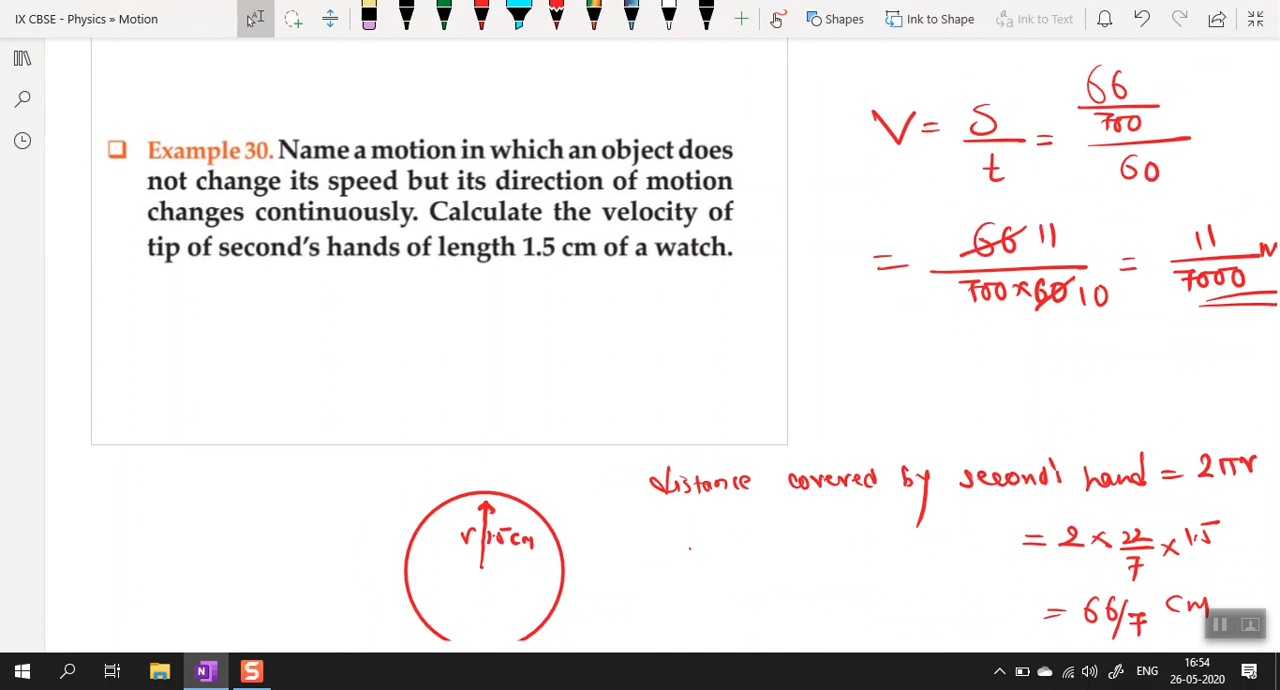 IX CBSE - Physics » Motion
Shapes
Ink to Shape
Ink to Text
Example 30. Name a motion in which an object does
not change its speed but its direction of motion
changes continuously. Calculate the velocity of
tip of second's hands of length 1.5 cm of a watch.
V = S/t = 66/700/60
= 66 11/700×60 10 = 11/7000
distance covered by second's hand = 2πr
r 1.5 cm
= 2 × 22/7 × 1.5
= 66/7 cm
ENG
16:54
26-05-2020